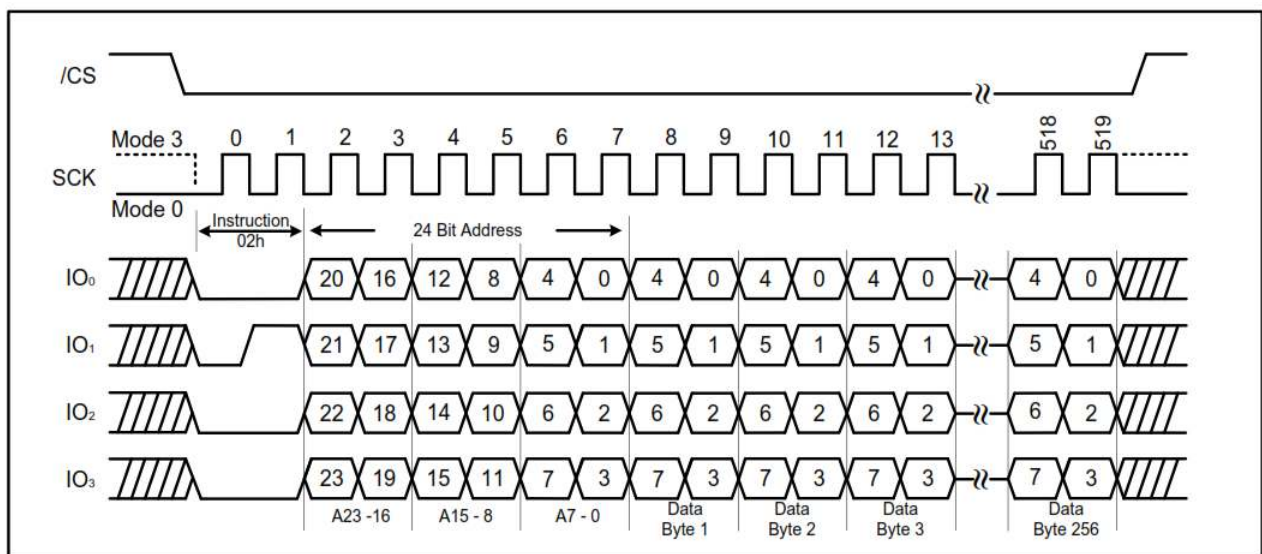 /CS
Mode 3 0 1 2 3 4 5 6 7 8 9 10 11 12 13 518 519
SCK
Mode 0
Instruction
02h
24 Bit Address
IO₀ 20 16 12 8 4 0 4 0 4 0 4 0 4 0
IO₁ 21 17 13 9 5 1 5 1 5 1 5 1 5 1
IO₂ 22 18 14 10 6 2 6 2 6 2 6 2 6 2
IO₃ 23 19 15 11 7 3 7 3 7 3 7 3 7 3
A23 -16 A15 - 8 A7 - 0 Data Byte 1 Data Byte 2 Data Byte 3 Data Byte 256